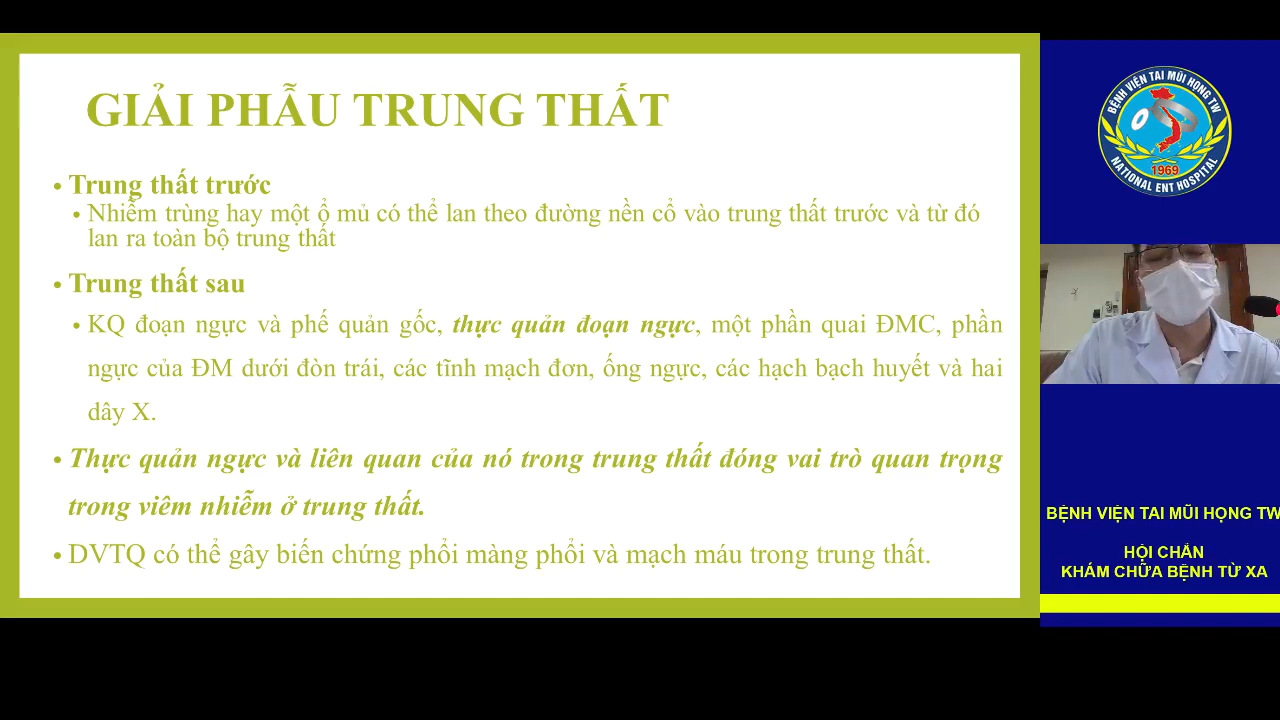 GIẢI PHẪU TRUNG THẤT
• Trung thất trước
• Nhiễm trùng hay một ổ mủ có thể lan theo đường nền cổ vào trung thất trước và từ đó
lan ra toàn bộ trung thất
• Trung thất sau
• KQ đoạn ngực và phế quản gốc, thực quản đoạn ngực, một phần quai ĐMC, phần
ngực của ĐM dưới đòn trái, các tĩnh mạch đơn, ống ngực, các hạch bạch huyết và hai
dây X.
• Thực quản ngực và liên quan của nó trong trung thất đóng vai trò quan trọng
trong viêm nhiễm ở trung thất.
• DVTQ có thể gây biến chứng phổi màng phổi và mạch máu trong trung thất.
BỆNH VIỆN TAI MŨI HỌNG TW
1969
NATIONAL ENT HOSPITAL
BỆNH VIỆN TAI MŨI HỌNG TW
HỘI CHẨN
KHÁM CHỮA BỆNH TỪ XA